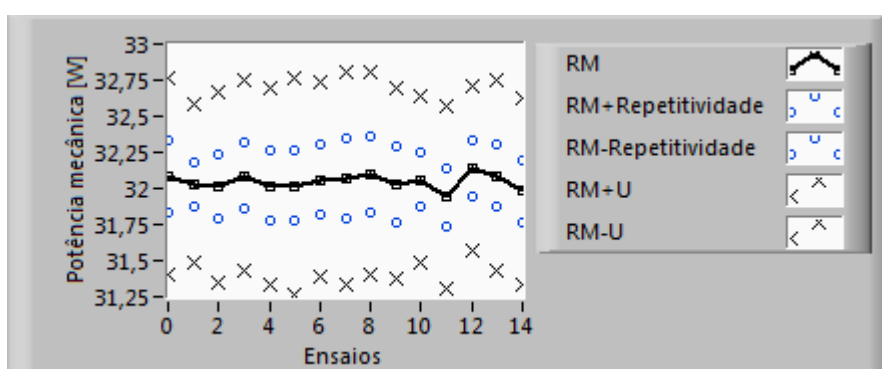 Potência mecânica [W]
33
32,75
32,5
32,25
32
31,75
31,5
31,25
0 2 4 6 8 10 12 14
Ensaios
RM
RM+Repetitividade
RM-Repetitividade
RM+U
RM-U